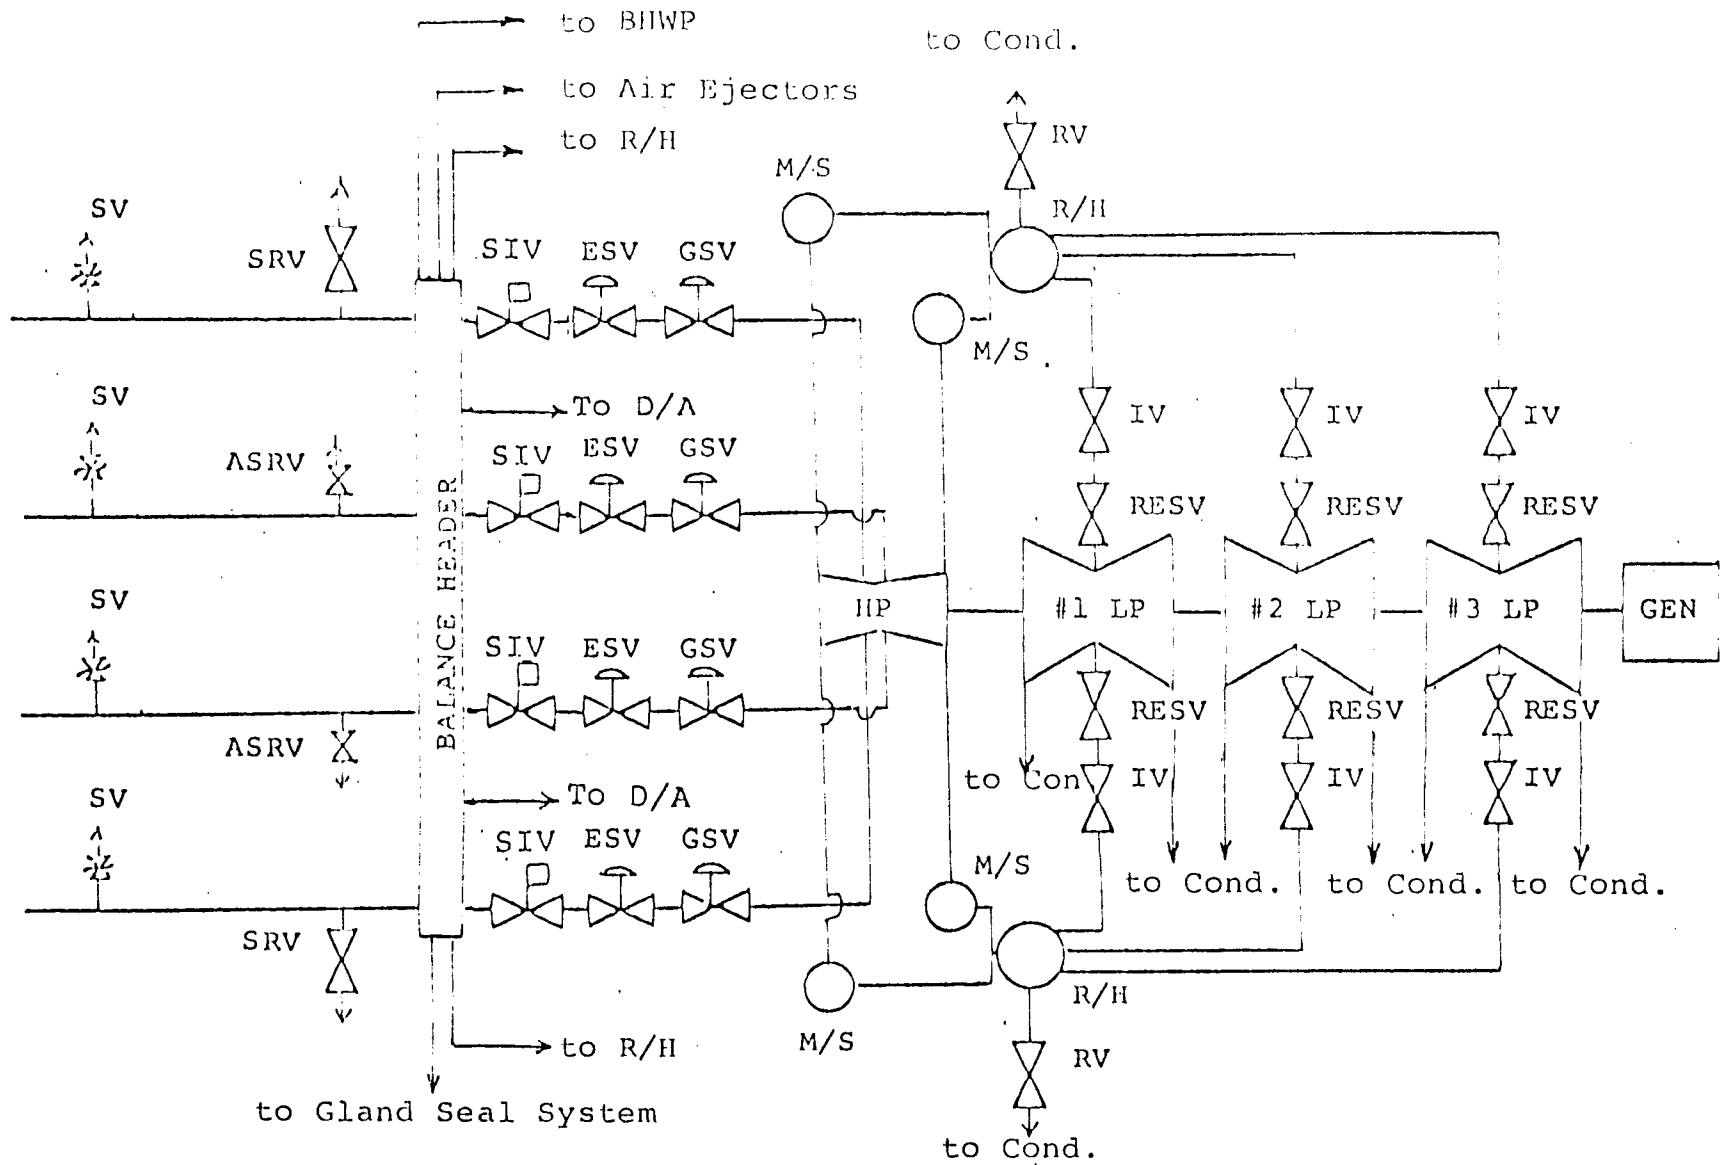 to BHWP
to Cond.
to Air Ejectors
to R/H
RV
M/S
R/H
SV
SRV
SIV ESV GSV
M/S
SV
To D/A
IV IV IV
ASRV
SIV ESV GSV
RESV RESV RESV
BALANCE HEADER
SV
HP #1 LP #2 LP #3 LP GEN
SIV ESV GSV
RESV RESV RESV
ASRV
to Con
IV IV IV
SV
To D/A
SIV ESV GSV
M/S
to Cond. to Cond. to Cond.
SRV
R/H
to R/H
M/S
RV
to Gland Seal System
to Cond.